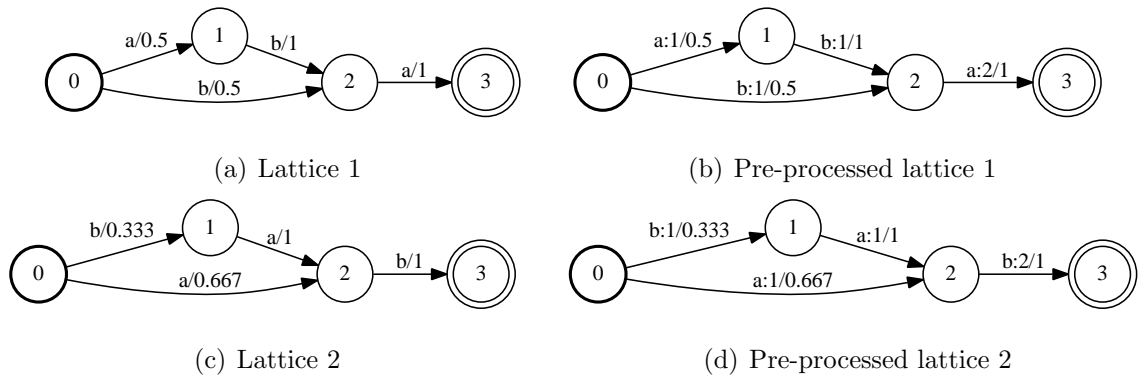 a/0.5
1
b/1
0
b/0.5
2
a/1
3
(a) Lattice 1
a:1/0.5
1
b:1/1
0
b:1/0.5
2
a:2/1
3
(b) Pre-processed lattice 1
b/0.333
1
a/1
0
a/0.667
2
b/1
3
(c) Lattice 2
b:1/0.333
1
a:1/1
0
a:1/0.667
2
b:2/1
3
(d) Pre-processed lattice 2